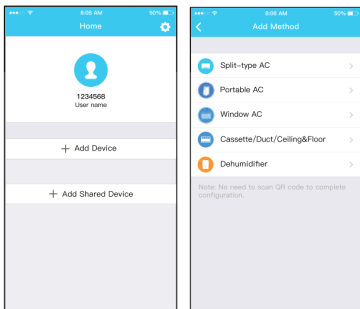 9:08 AM
50%
Home
1234568
User name
+ Add Device
+ Add Shared Device
9:08 AM
50%
Add Method
Split-type AC
Portable AC
Window AC
Cassette/Duct/Ceiling&Floor
Dehumidifier
Note: No need to scan QR code to complete
configuration.